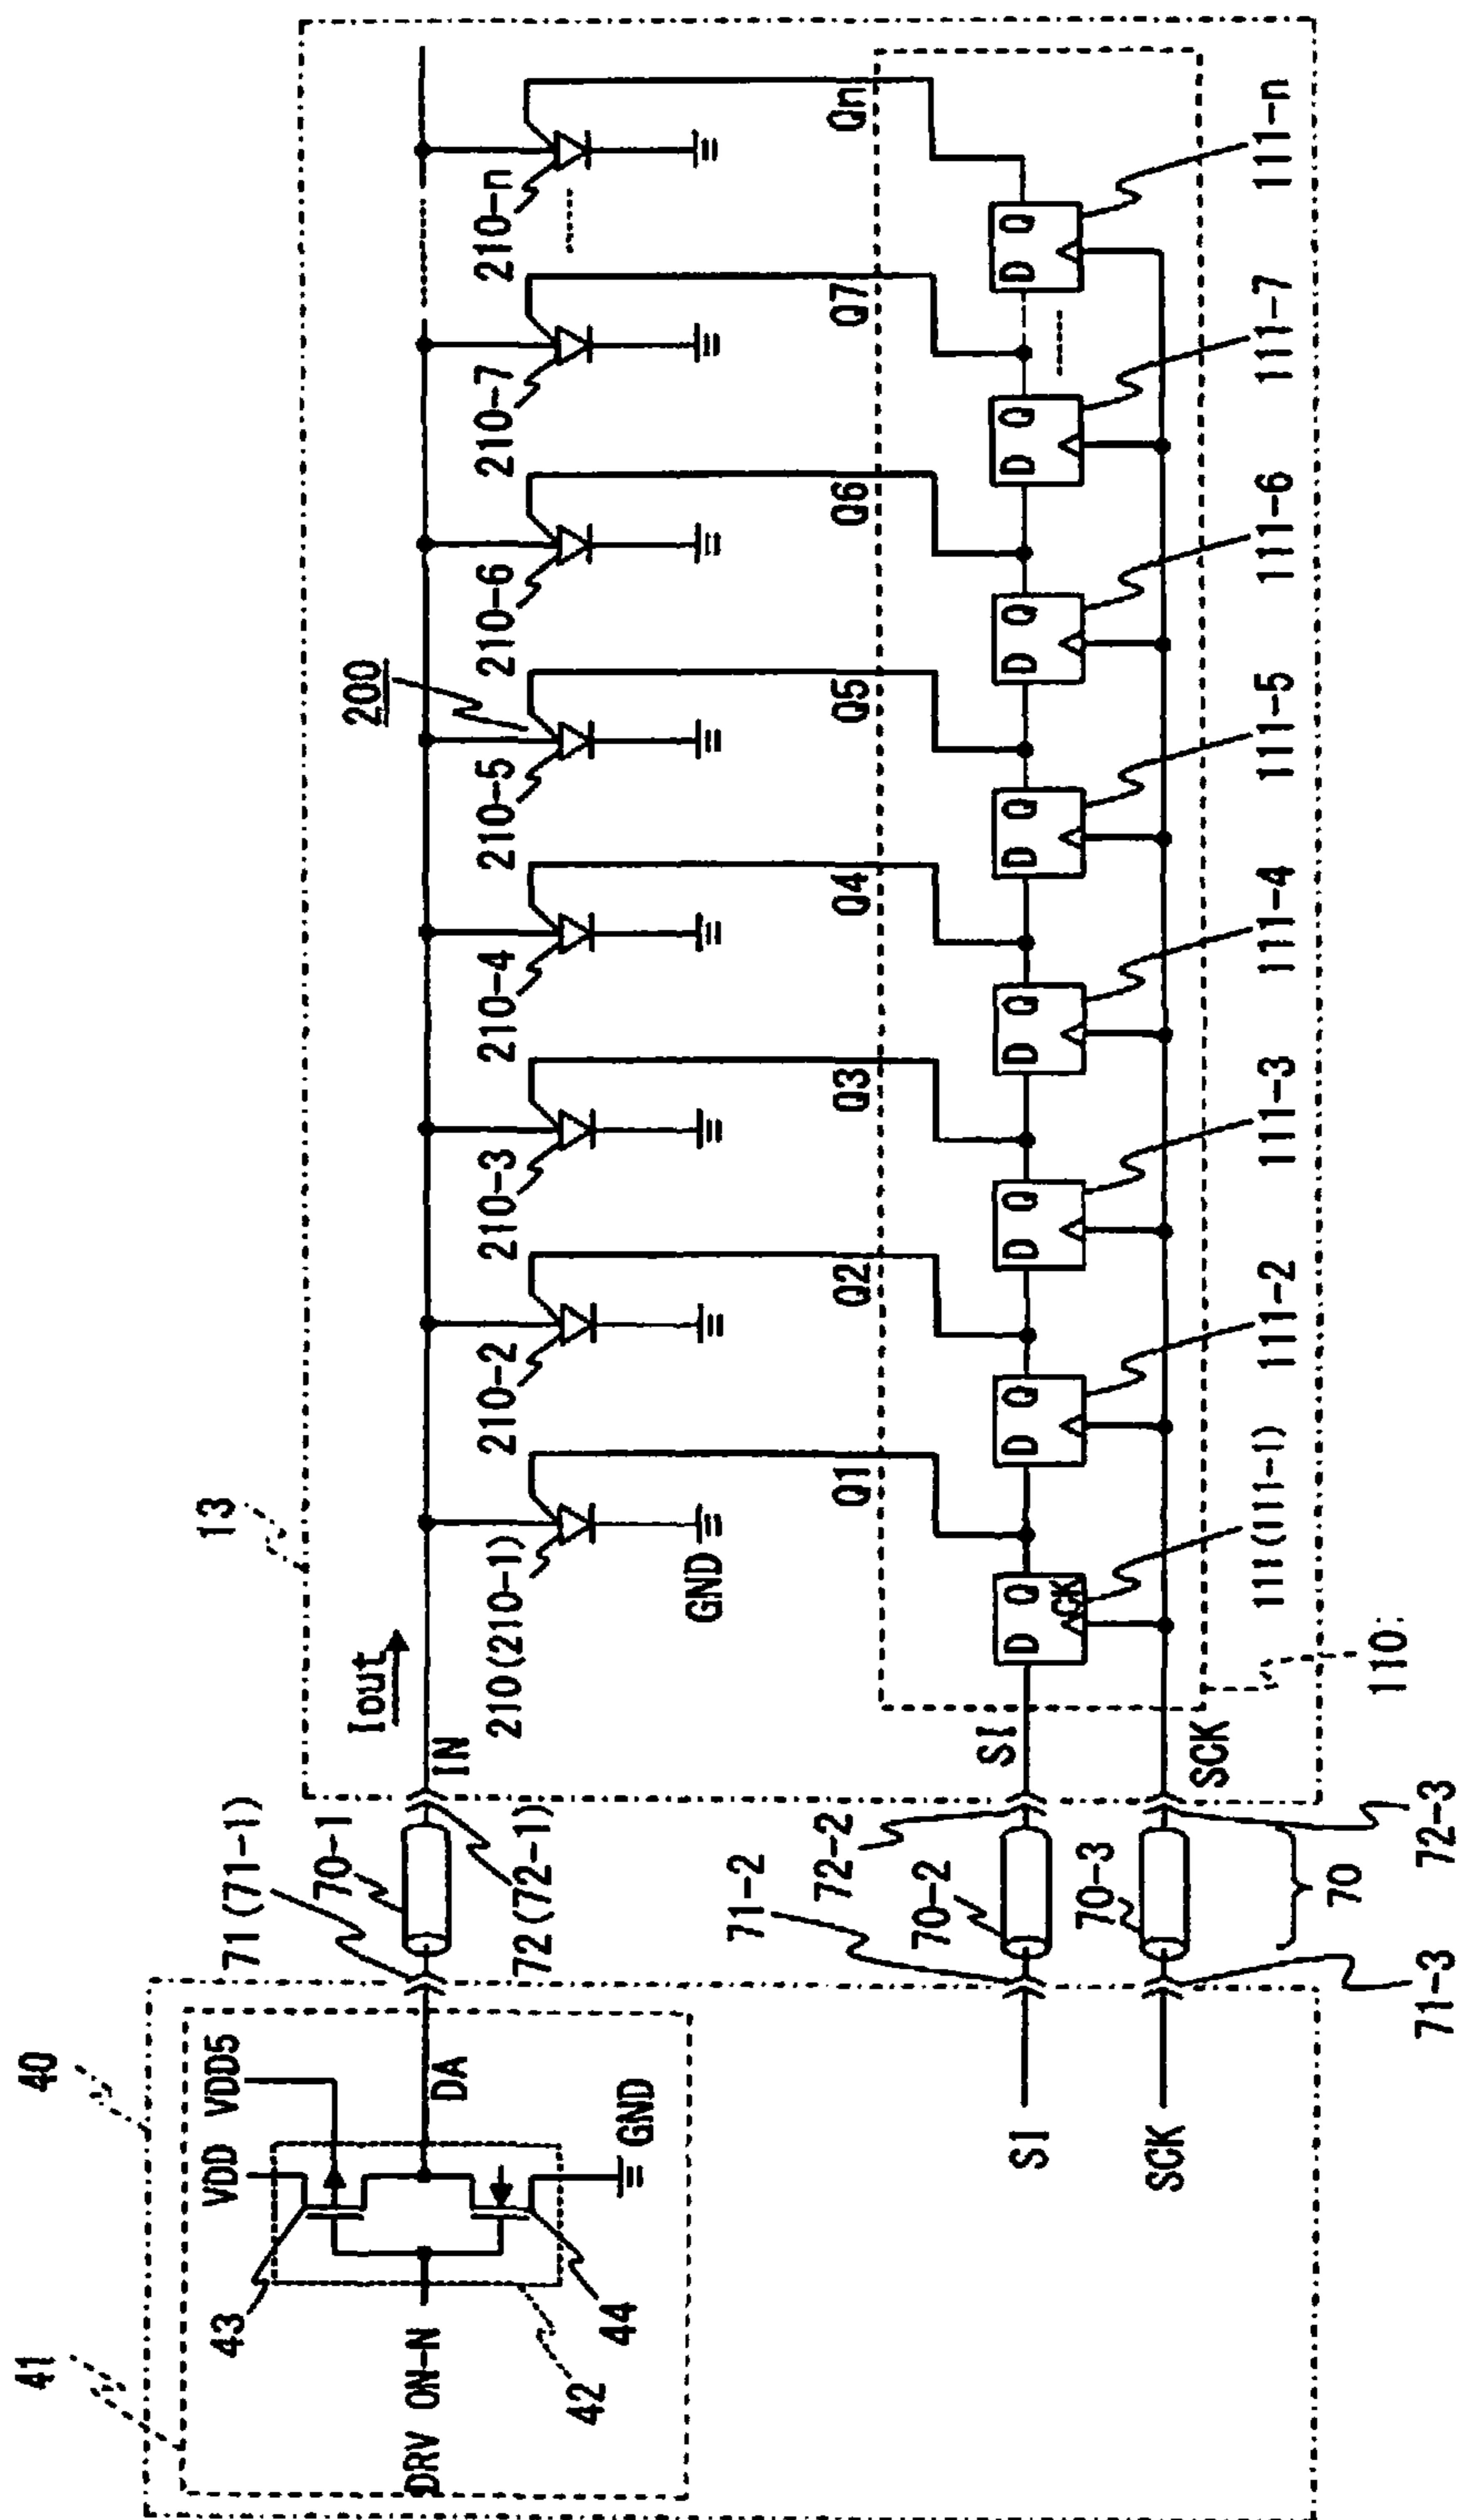 13
200
Iout
IN
210(210-1)
210-2
210-3
210-4
210-5
210-6
210-7
210-n
GND
Q1
Q2
Q3
Q4
Q5
Q6
Q7
Qn
D Q CK
D Q
D Q
D Q
D Q
D Q
D Q
D Q
SI
SCK
111(111-1)
111-2
111-3
111-4
111-5
111-6
111-7
111-n
110
71(71-1)
70-1
72(72-1)
71-2
72-2
70-2
70-3
70
72-3
71-3
40
41
VDD VDD5
43
DA
DRV ON-N
42
44
GND
SI
SCK